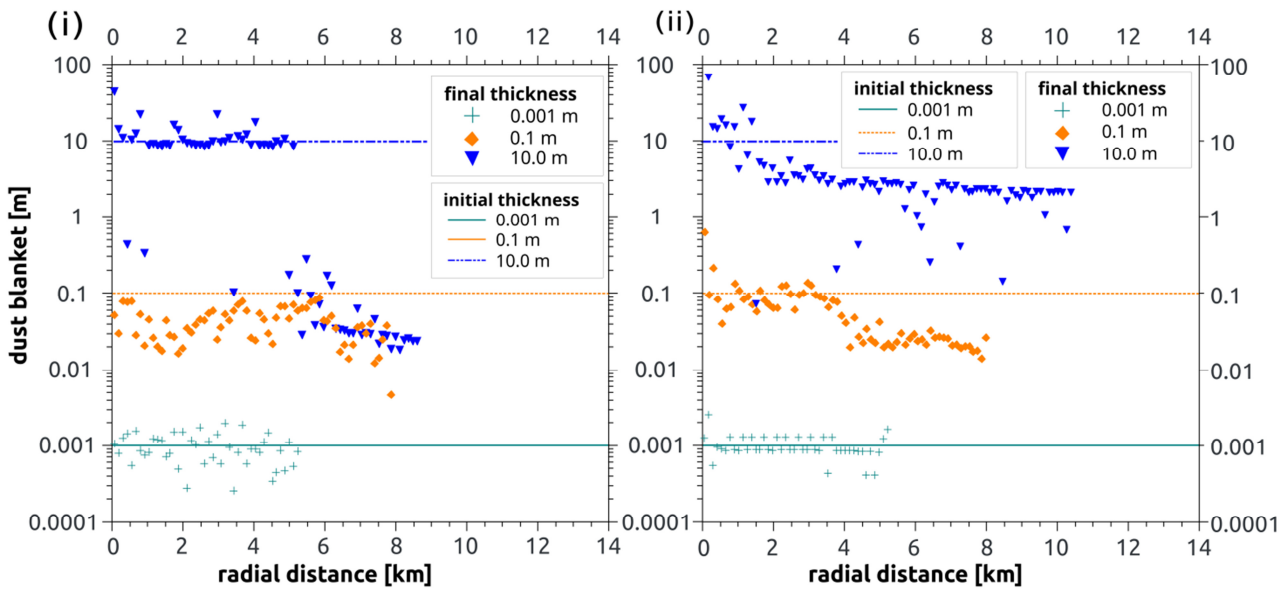 (i)
0 2 4 6 8 10 12 14
100
10
1
0.1
0.01
0.001
0.0001
dust blanket [m]
final thickness
0.001 m
0.1 m
10.0 m
initial thickness
0.001 m
0.1 m
10.0 m
0 2 4 6 8 10 12 14
radial distance [km]
(ii)
0 2 4 6 8 10 12 14
initial thickness
0.001 m
0.1 m
10.0 m
final thickness
0.001 m
0.1 m
10.0 m
100
10
1
0.1
0.01
0.001
0.0001
0 2 4 6 8 10 12 14
radial distance [km]